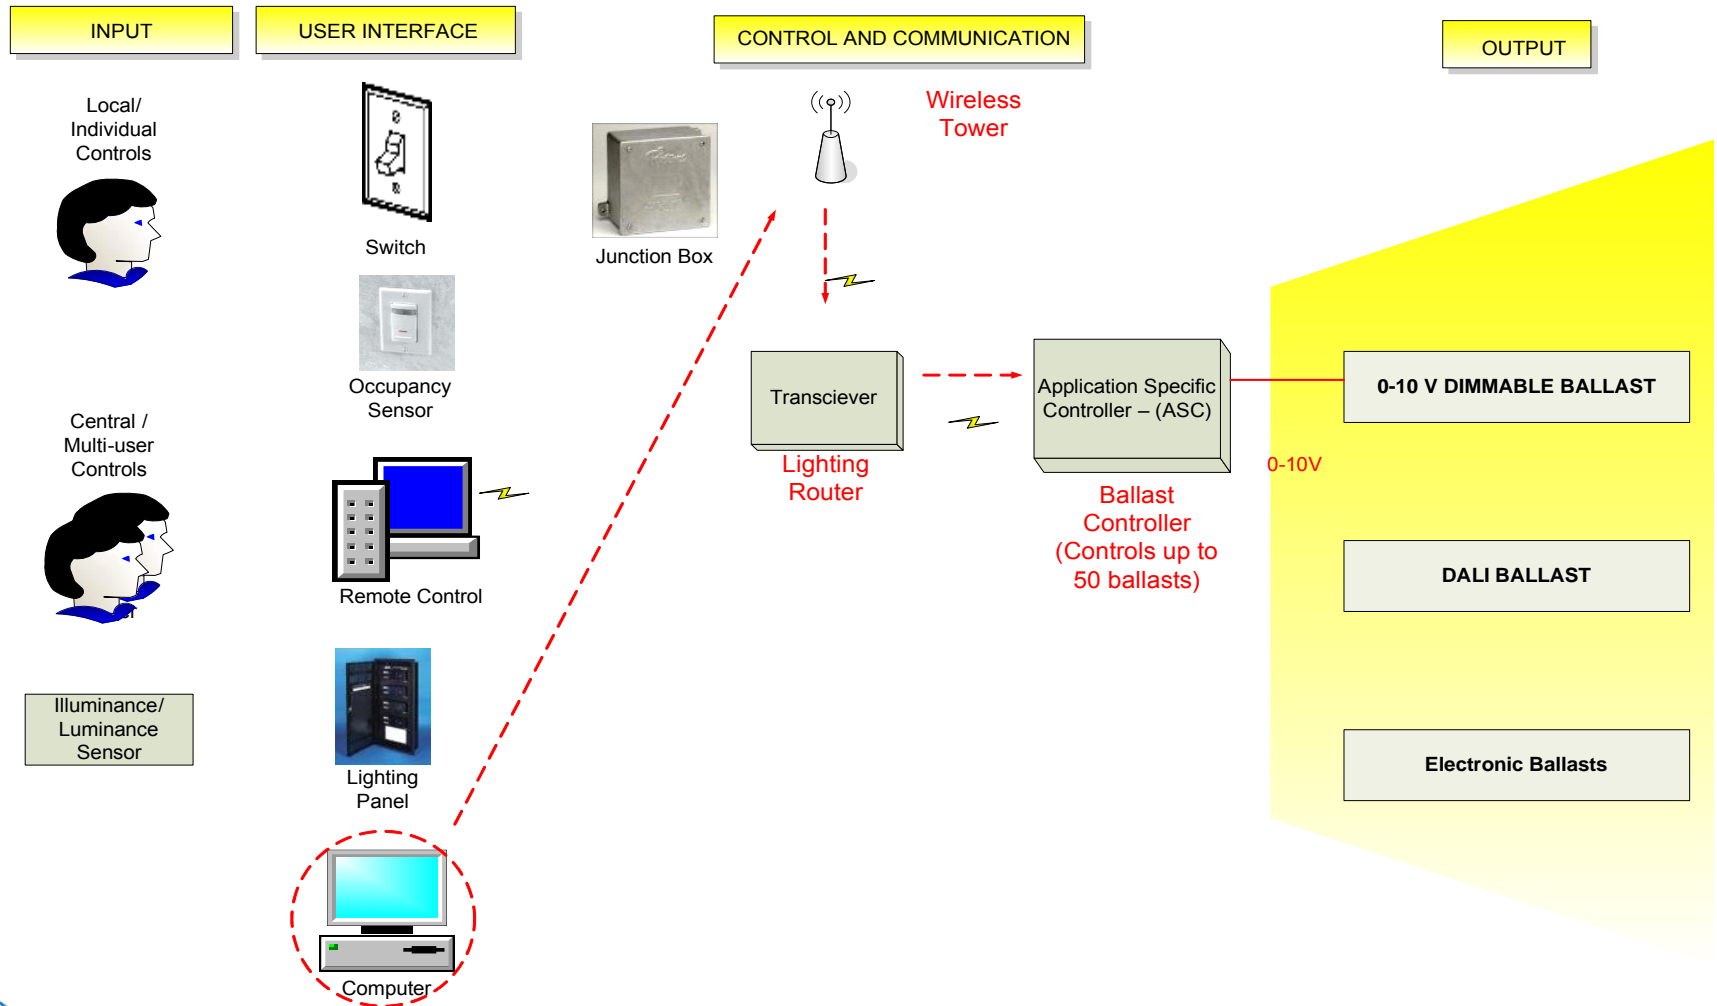 INPUT
USER INTERFACE
CONTROL AND COMMUNICATION
OUTPUT
Local/
Individual
Controls
Central /
Multi-user
Controls
Illuminance/
Luminance
Sensor
Switch
Occupancy
Sensor
Remote Control
Lighting
Panel
Computer
Junction Box
Wireless
Tower
Transciever
Lighting
Router
Application Specific
Controller – (ASC)
Ballast
Controller
(Controls up to
50 ballasts)
0-10V
0-10 V DIMMABLE BALLAST
DALI BALLAST
Electronic Ballasts